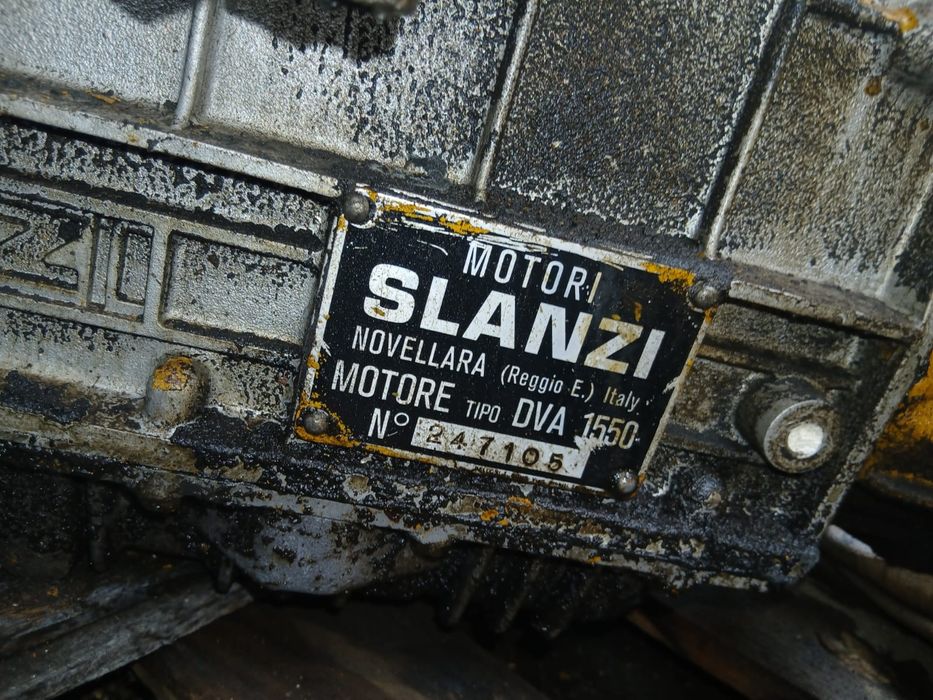 MOTORI
SLANZI
NOVELLARA (Reggio E.) Italy
MOTORE TIPO DVA 1550
N° 247105